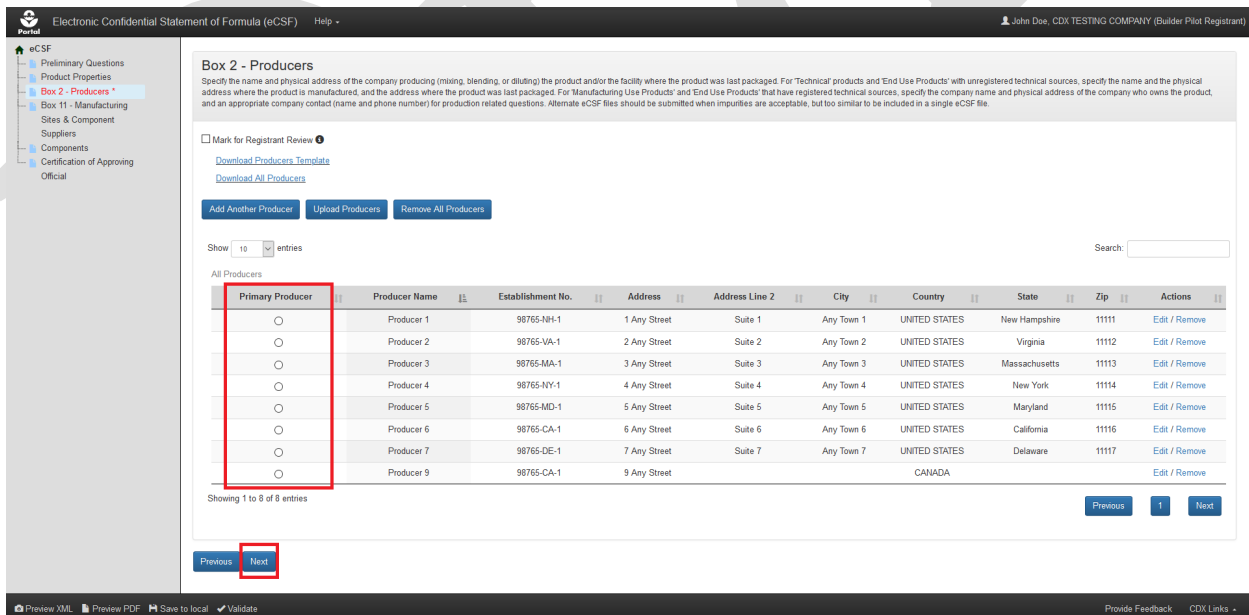 Portal
Electronic Confidential Statement of Formula (eCSF) Help
John Doe, CDX TESTING COMPANY (Builder Pilot Registrant)
eCSF
Preliminary Questions
Product Properties
Box 2 - Producers *
Box 11 - Manufacturing
Sites & Component
Suppliers
Components
Certification of Approving
Official
Box 2 - Producers
Specify the name and physical address of the company producing (mixing, blending, or diluting) the product and/or the facility where the product was last packaged. For 'Technical' products and 'End Use Products' with unregistered technical sources, specify the name and the physical
address where the product is manufactured, and the address where the product was last packaged. For 'Manufacturing Use Products' and 'End Use Products' that have registered technical sources, specify the company name and physical address of the company who owns the product,
and an appropriate company contact (name and phone number) for production related questions. Alternate eCSF files should be submitted when impurities are acceptable, but too similar to be included in a single eCSF file.
Mark for Registrant Review
Download Producers Template
Download All Producers
Add Another Producer Upload Producers Remove All Producers
Show 10 entries Search:
All Producers
Primary Producer Producer Name Establishment No. Address Address Line 2 City Country State Zip Actions
Producer 1 98765-NH-1 1 Any Street Suite 1 Any Town 1 UNITED STATES New Hampshire 11111 Edit / Remove
Producer 2 98765-VA-1 2 Any Street Suite 2 Any Town 2 UNITED STATES Virginia 11112 Edit / Remove
Producer 3 98765-MA-1 3 Any Street Suite 3 Any Town 3 UNITED STATES Massachusetts 11113 Edit / Remove
Producer 4 98765-NY-1 4 Any Street Suite 4 Any Town 4 UNITED STATES New York 11114 Edit / Remove
Producer 5 98765-MD-1 5 Any Street Suite 5 Any Town 5 UNITED STATES Maryland 11115 Edit / Remove
Producer 6 98765-CA-1 6 Any Street Suite 6 Any Town 6 UNITED STATES California 11116 Edit / Remove
Producer 7 98765-DE-1 7 Any Street Suite 7 Any Town 7 UNITED STATES Delaware 11117 Edit / Remove
Producer 9 98765-CA-1 9 Any Street CANADA Edit / Remove
Showing 1 to 8 of 8 entries
Previous 1 Next
Previous Next
Preview XML Preview PDF Save to local Validate
Provide Feedback CDX Links